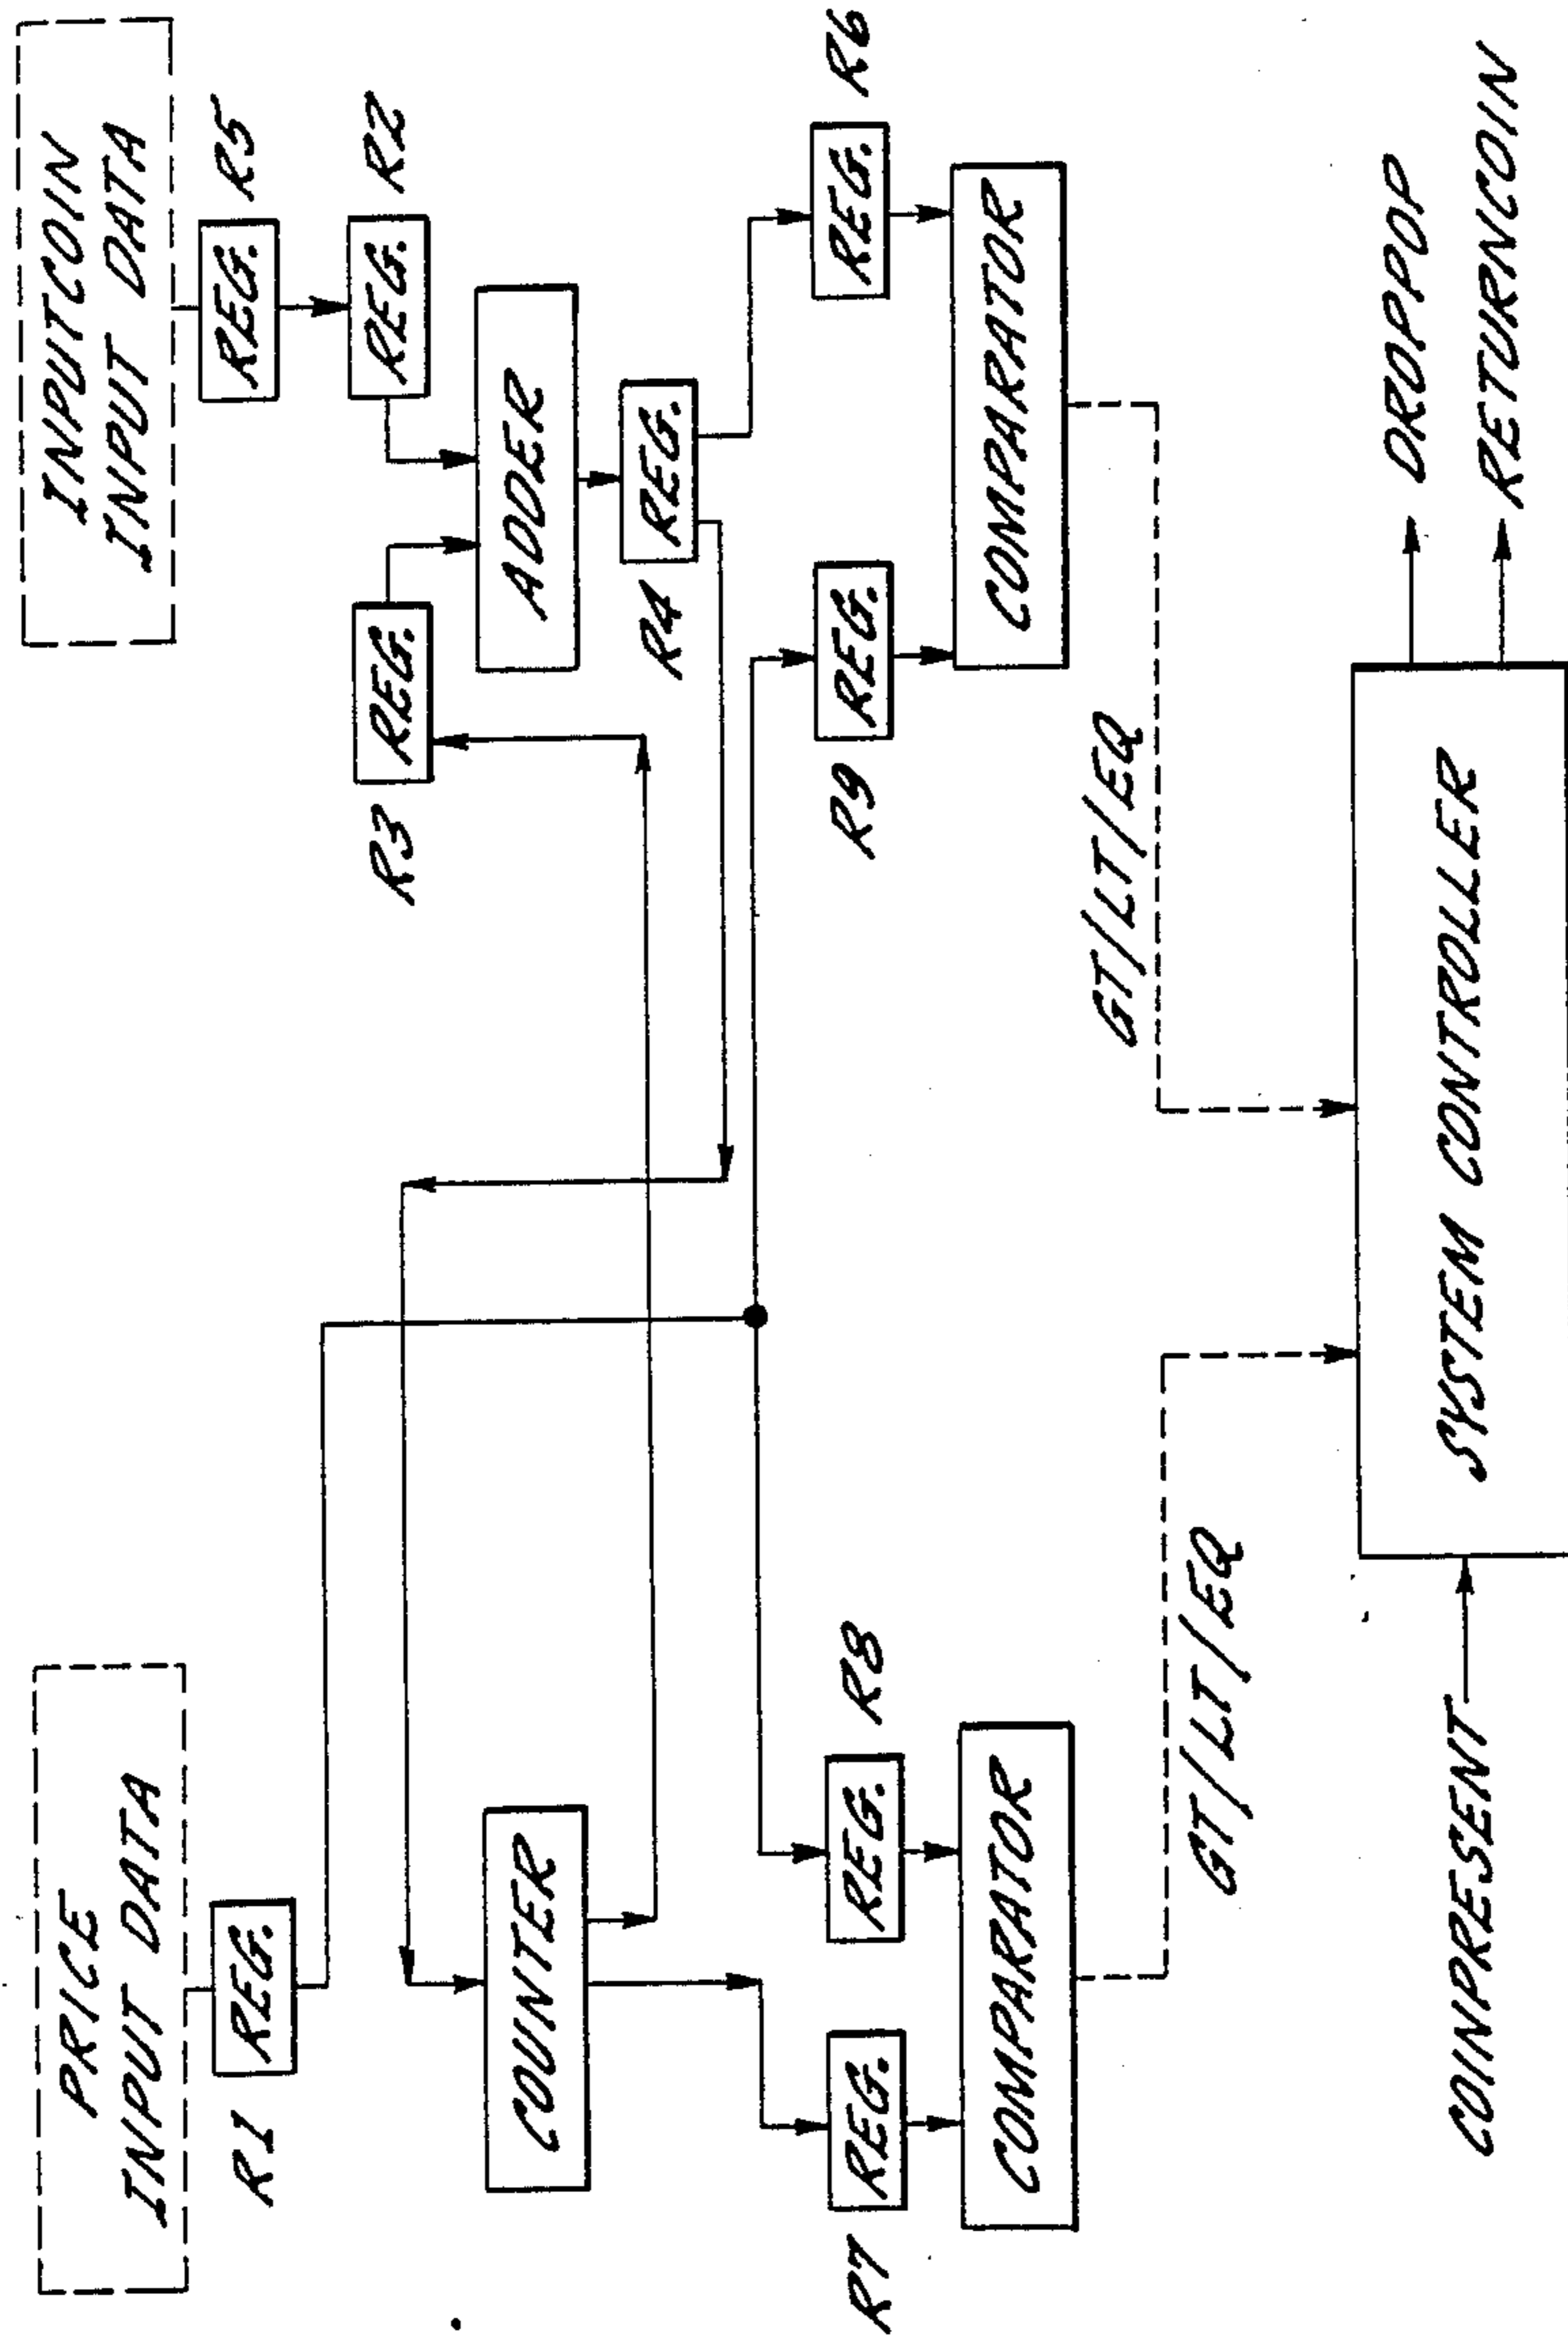 PRICE
INPUT DATA
INPUTCOIN
INPUT DATA
R1
REG.
REG.
R5
REG.
R2
R3
REG.
COUNTER
ADDER
R4
REG.
R7
REG.
REG.
R8
R9
REG.
REG.
R6
COMPARATOR
COMPARATOR
GT/LT/EQ
GT/LT/EQ
COINPRESENT
SYSTEM CONTROLLER
DROPPOP
RETURNCOIN